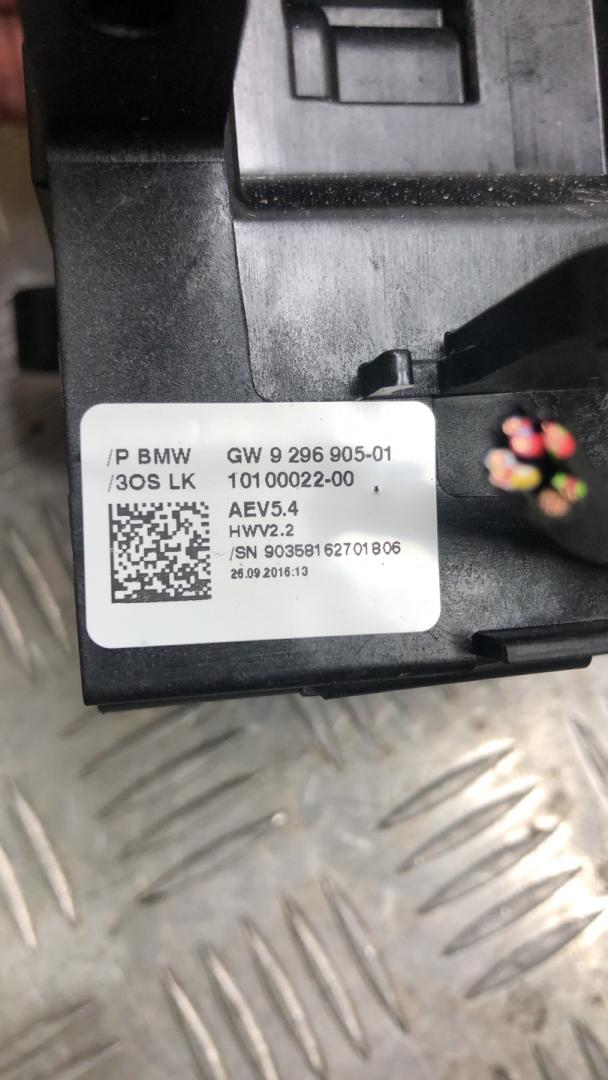 /P BMW GW 9 296 905-01
/3OS LK 10100022-00
AEV5.4
HWV2.2
/SN 90358162701806
26.09.2016:13